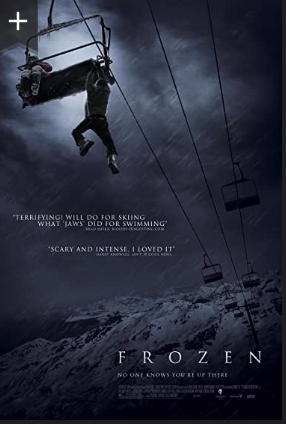 "TERRIFYING! WILL DO FOR SKIING
WHAT 'JAWS' DID FOR SWIMMING"
"SCARY AND INTENSE, I LOVED IT"
FROZEN
NO ONE KNOWS YOU'RE UP THERE